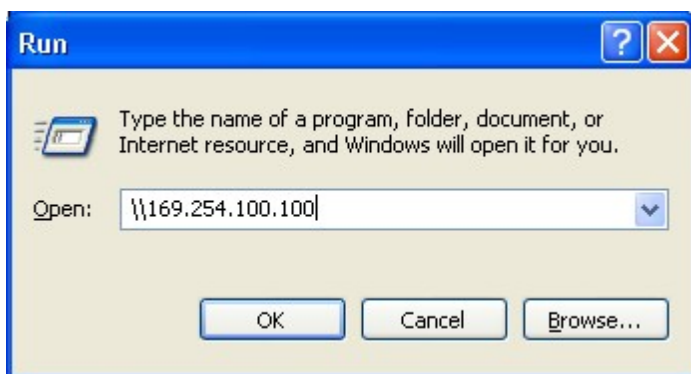 Run
Type the name of a program, folder, document, or
Internet resource, and Windows will open it for you.
Open: \\169.254.100.100
OK Cancel Browse...